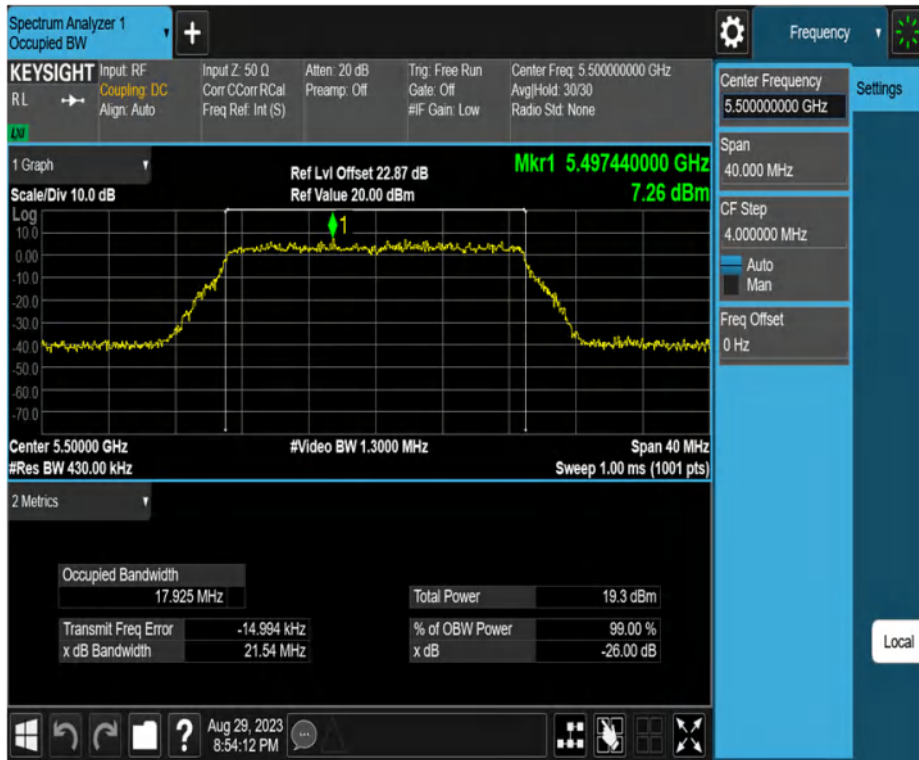 Spectrum Analyzer 1
Occupied BW
+
Frequency
KEYSIGHT
RL
LXI
Input: RF
Coupling: DC
Align: Auto
Input Z: 50 Ω
Corr CCorr RCal
Freq Ref: Int (S)
Atten: 20 dB
Preamp: Off
Trig: Free Run
Gate: Off
#IF Gain: Low
Center Freq: 5.500000000 GHz
Avg|Hold: 30/30
Radio Std: None
Center Frequency
5.500000000 GHz
Settings
Span
40.000 MHz
CF Step
4.000000 MHz
Auto
Man
Freq Offset
0 Hz
1 Graph
Scale/Div 10.0 dB
Ref Lvl Offset 22.87 dB
Ref Value 20.00 dBm
Mkr1 5.497440000 GHz
7.26 dBm
Log
1
10.0
0.00
-10.0
-20.0
-30.0
-40.0
-50.0
-60.0
-70.0
Center 5.50000 GHz
#Video BW 1.3000 MHz
Span 40 MHz
#Res BW 430.00 kHz
Sweep 1.00 ms (1001 pts)
2 Metrics
Occupied Bandwidth
17.925 MHz
Total Power 19.3 dBm
Transmit Freq Error -14.994 kHz
% of OBW Power 99.00 %
x dB Bandwidth 21.54 MHz
x dB -26.00 dB
Local
?
Aug 29, 2023
8:54:12 PM